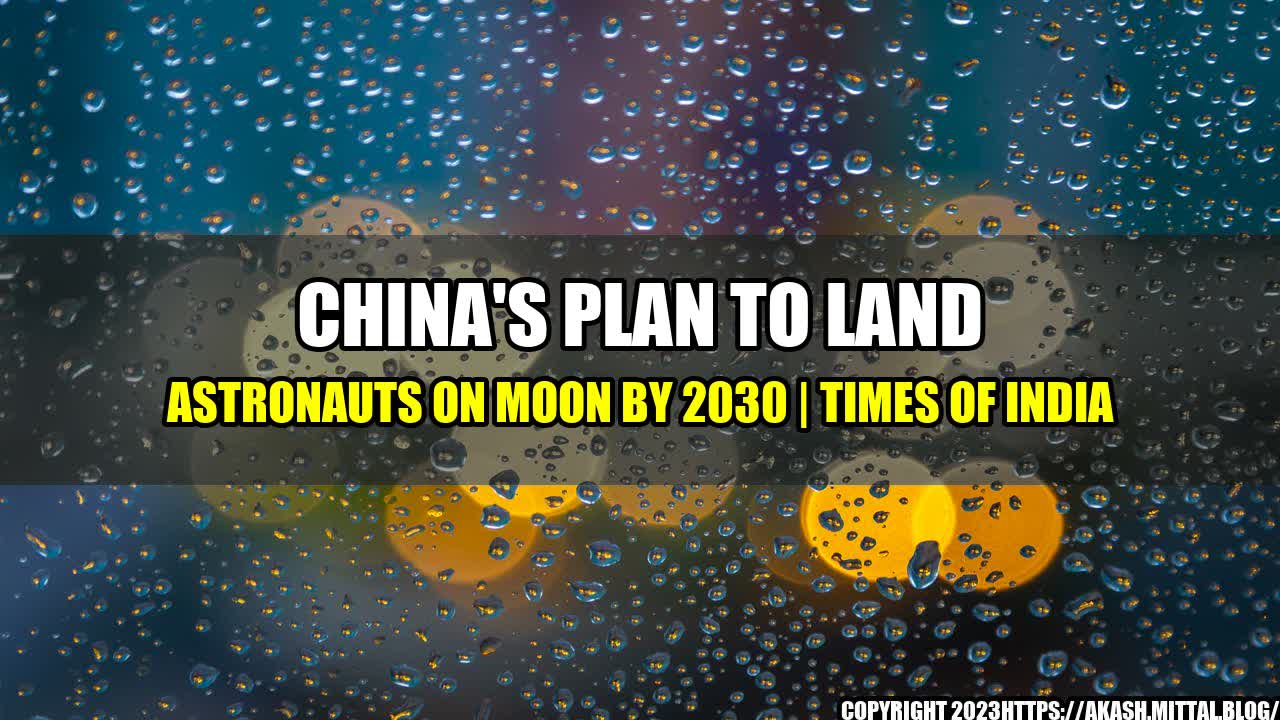 CHINA'S PLAN TO LAND
ASTRONAUTS ON MOON BY 2030 | TIMES OF INDIA
COPYRIGHT 2023HTTPS://AKASH.MITTAL.BLOG/